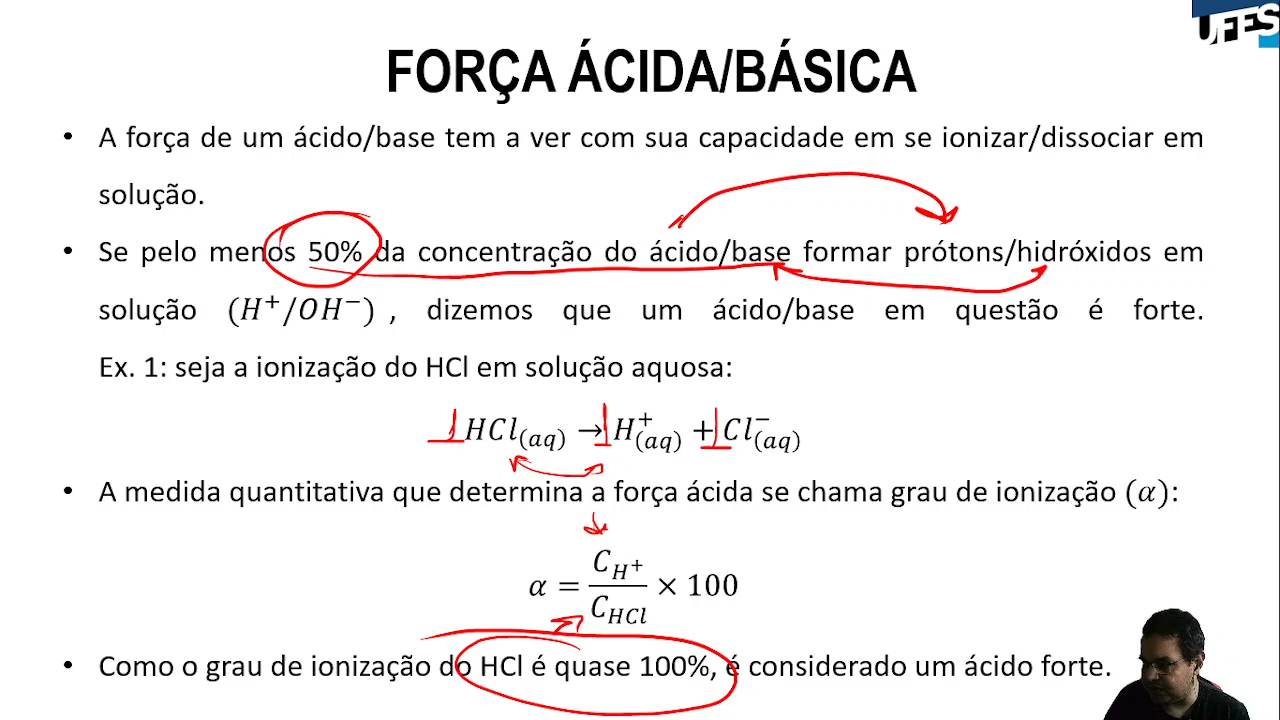 UFES
FORÇA ÁCIDA/BÁSICA
• A força de um ácido/base tem a ver com sua capacidade em se ionizar/dissociar em
solução.
• Se pelo menos 50% da concentração do ácido/base formar prótons/hidróxidos em
solução (H⁺/OH⁻) , dizemos que um ácido/base em questão é forte.
Ex. 1: seja a ionização do HCl em solução aquosa:
1 HCl₍aq₎ → 1 H⁺₍aq₎ + 1 Cl⁻₍aq₎
• A medida quantitativa que determina a força ácida se chama grau de ionização (α):
α = C_H⁺ / C_HCl × 100
• Como o grau de ionização do HCl é quase 100%, é considerado um ácido forte.